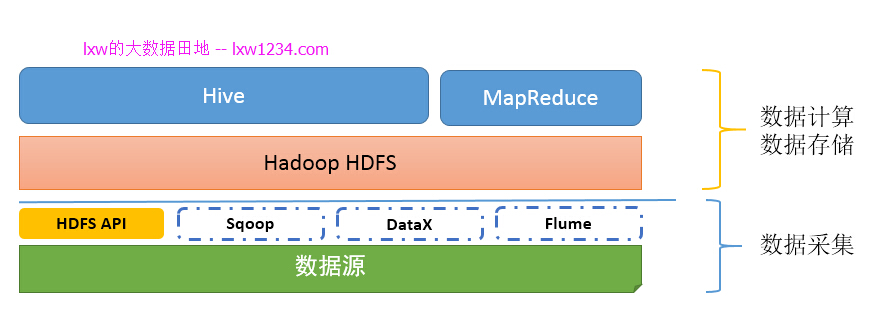 lxw的大数据田地 -- lxw1234.com
Hive
MapReduce
Hadoop HDFS
数据计算
数据存储
HDFS API
Sqoop
DataX
Flume
数据源
数据采集